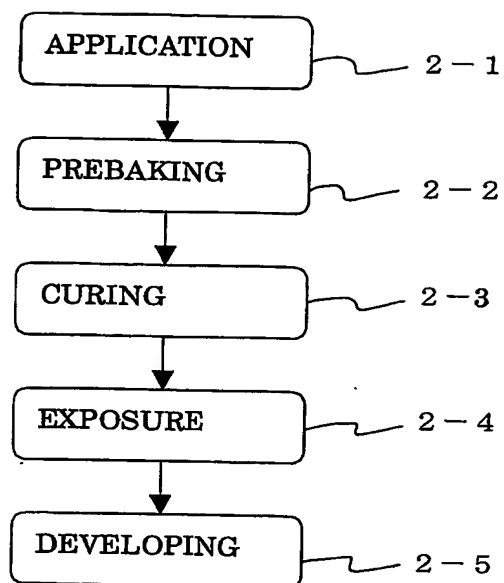 APPLICATION 2-1
PREBAKING 2-2
CURING 2-3
EXPOSURE 2-4
DEVELOPING 2-5